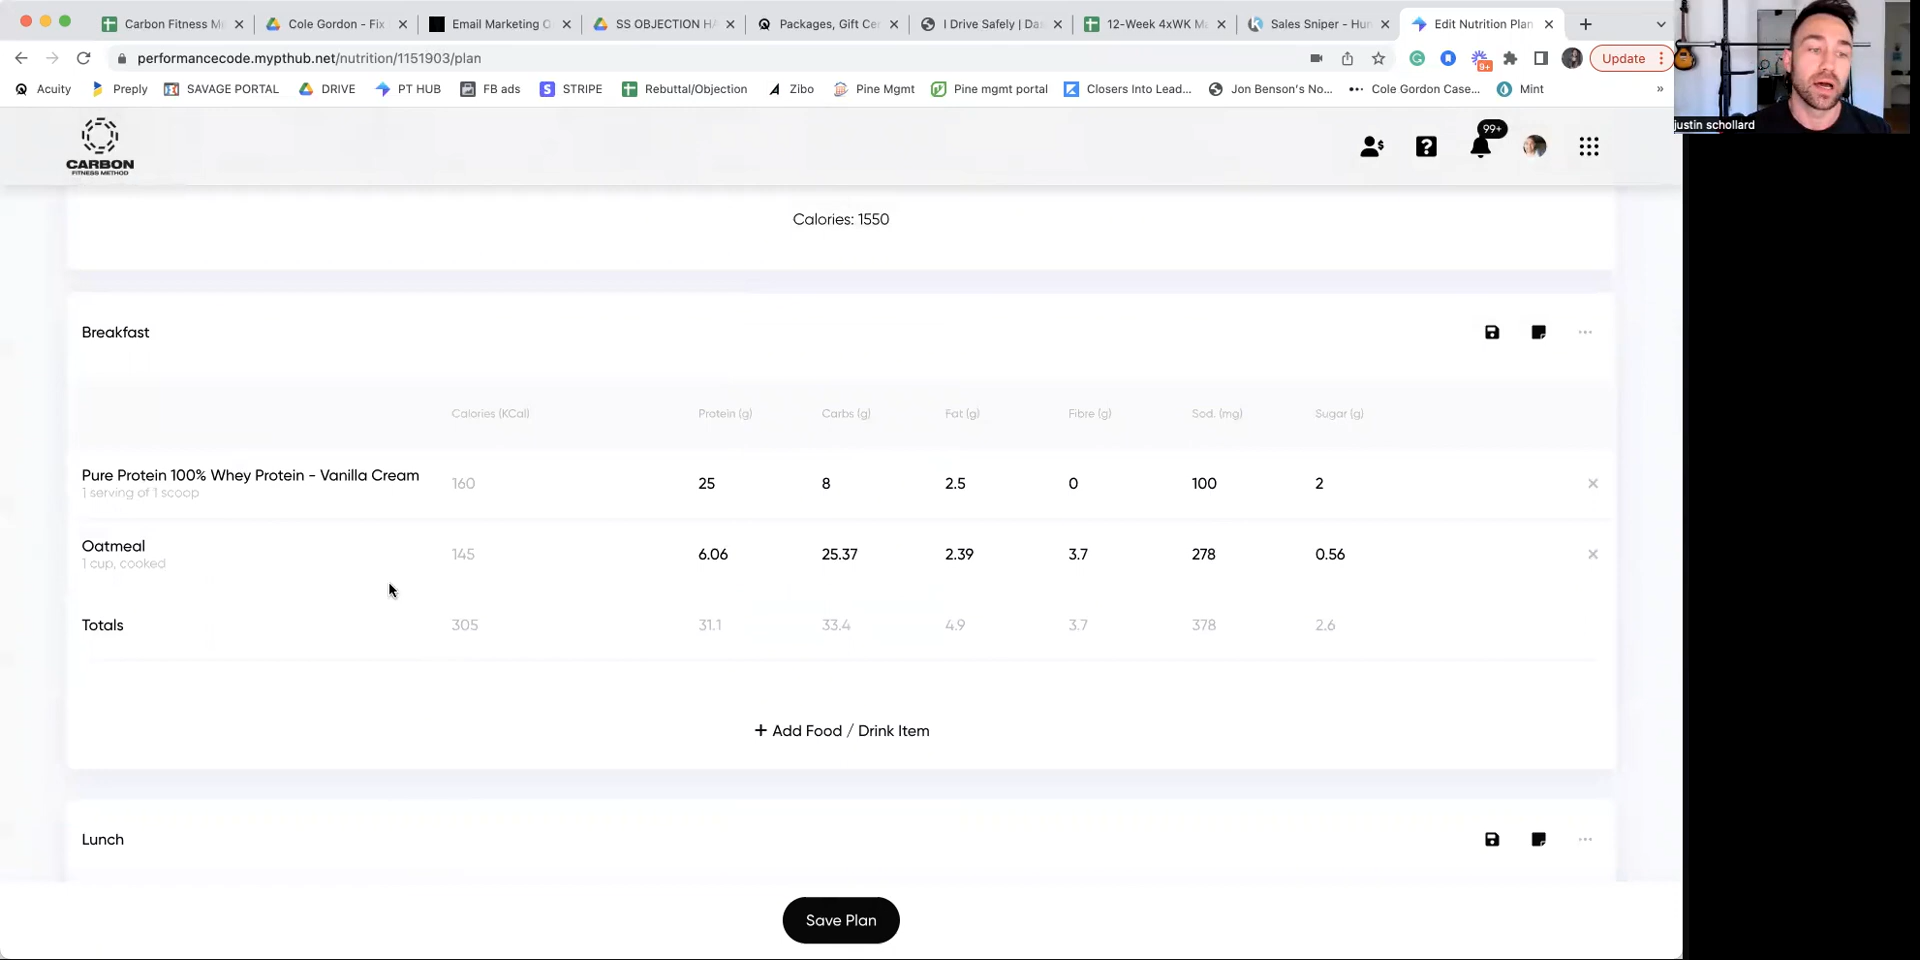 Carbon Fitness M
Cole Gordon - Fix
Email Marketing O
SS OBJECTION HA
Packages, Gift Ce
I Drive Safely | Das
12-Week 4xWK Ma
Sales Sniper - Hun
Edit Nutrition Plan
performancecode.mypthub.net/nutrition/1151903/plan
9+
Update
Acuity
Preply
SAVAGE PORTAL
DRIVE
PT HUB
FB ads
STRIPE
Rebuttal/Objection
Zibo
Pine Mgmt
Pine mgmt portal
Closers Into Lead...
Jon Benson's No...
Cole Gordon Case...
Mint
»
justin schollard
CARBON
FITNESS METHOD
99+
Calories: 1550
Breakfast
Calories (KCal) Protein (g) Carbs (g) Fat (g) Fibre (g) Sod. (mg) Sugar (g)
Pure Protein 100% Whey Protein - Vanilla Cream 160 25 8 2.5 0 100 2
1 serving of 1 scoop
Oatmeal 145 6.06 25.37 2.39 3.7 278 0.56
1 cup, cooked
Totals 305 31.1 33.4 4.9 3.7 378 2.6
+ Add Food / Drink Item
Lunch
Save Plan